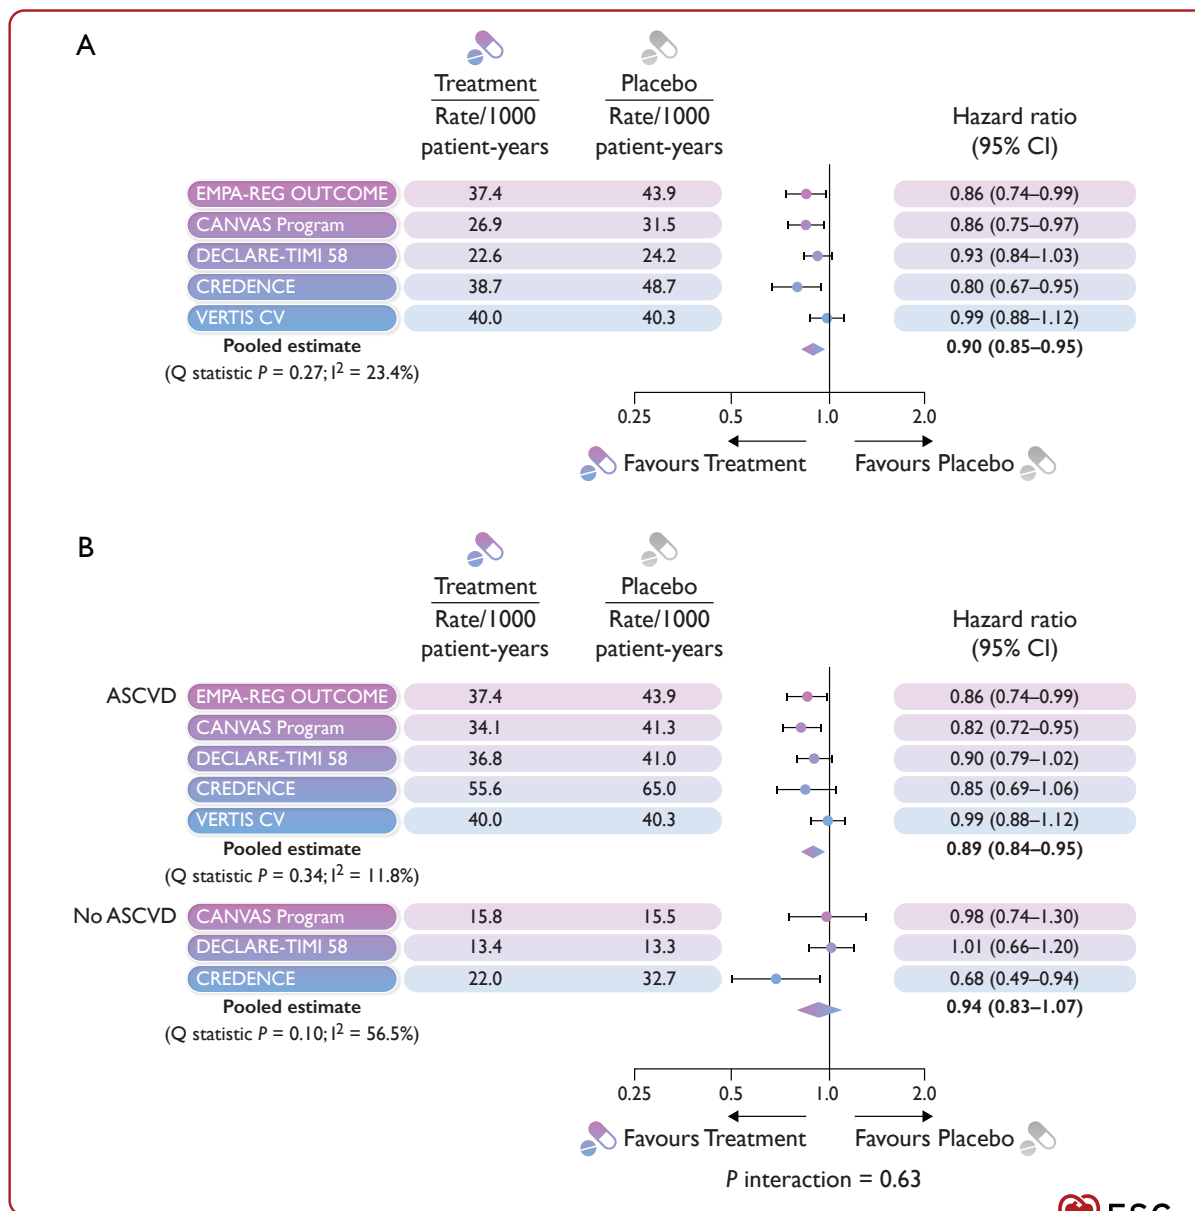 A
Treatment
Placebo
Rate/1000
Rate/1000
Hazard ratio
patient-years
patient-years
(95% CI)
EMPA-REG OUTCOME 37.4 43.9 0.86 (0.74–0.99)
CANVAS Program 26.9 31.5 0.86 (0.75–0.97)
DECLARE-TIMI 58 22.6 24.2 0.93 (0.84–1.03)
CREDENCE 38.7 48.7 0.80 (0.67–0.95)
VERTIS CV 40.0 40.3 0.99 (0.88–1.12)
Pooled estimate 0.90 (0.85–0.95)
(Q statistic P = 0.27; I² = 23.4%)
0.25 0.5 1.0 2.0
Favours Treatment Favours Placebo
B
Treatment
Placebo
Rate/1000
Rate/1000
Hazard ratio
patient-years
patient-years
(95% CI)
ASCVD EMPA-REG OUTCOME 37.4 43.9 0.86 (0.74–0.99)
CANVAS Program 34.1 41.3 0.82 (0.72–0.95)
DECLARE-TIMI 58 36.8 41.0 0.90 (0.79–1.02)
CREDENCE 55.6 65.0 0.85 (0.69–1.06)
VERTIS CV 40.0 40.3 0.99 (0.88–1.12)
Pooled estimate 0.89 (0.84–0.95)
(Q statistic P = 0.34; I² = 11.8%)
No ASCVD CANVAS Program 15.8 15.5 0.98 (0.74–1.30)
DECLARE-TIMI 58 13.4 13.3 1.01 (0.66–1.20)
CREDENCE 22.0 32.7 0.68 (0.49–0.94)
Pooled estimate 0.94 (0.83–1.07)
(Q statistic P = 0.10; I² = 56.5%)
0.25 0.5 1.0 2.0
Favours Treatment Favours Placebo
P interaction = 0.63
ESC